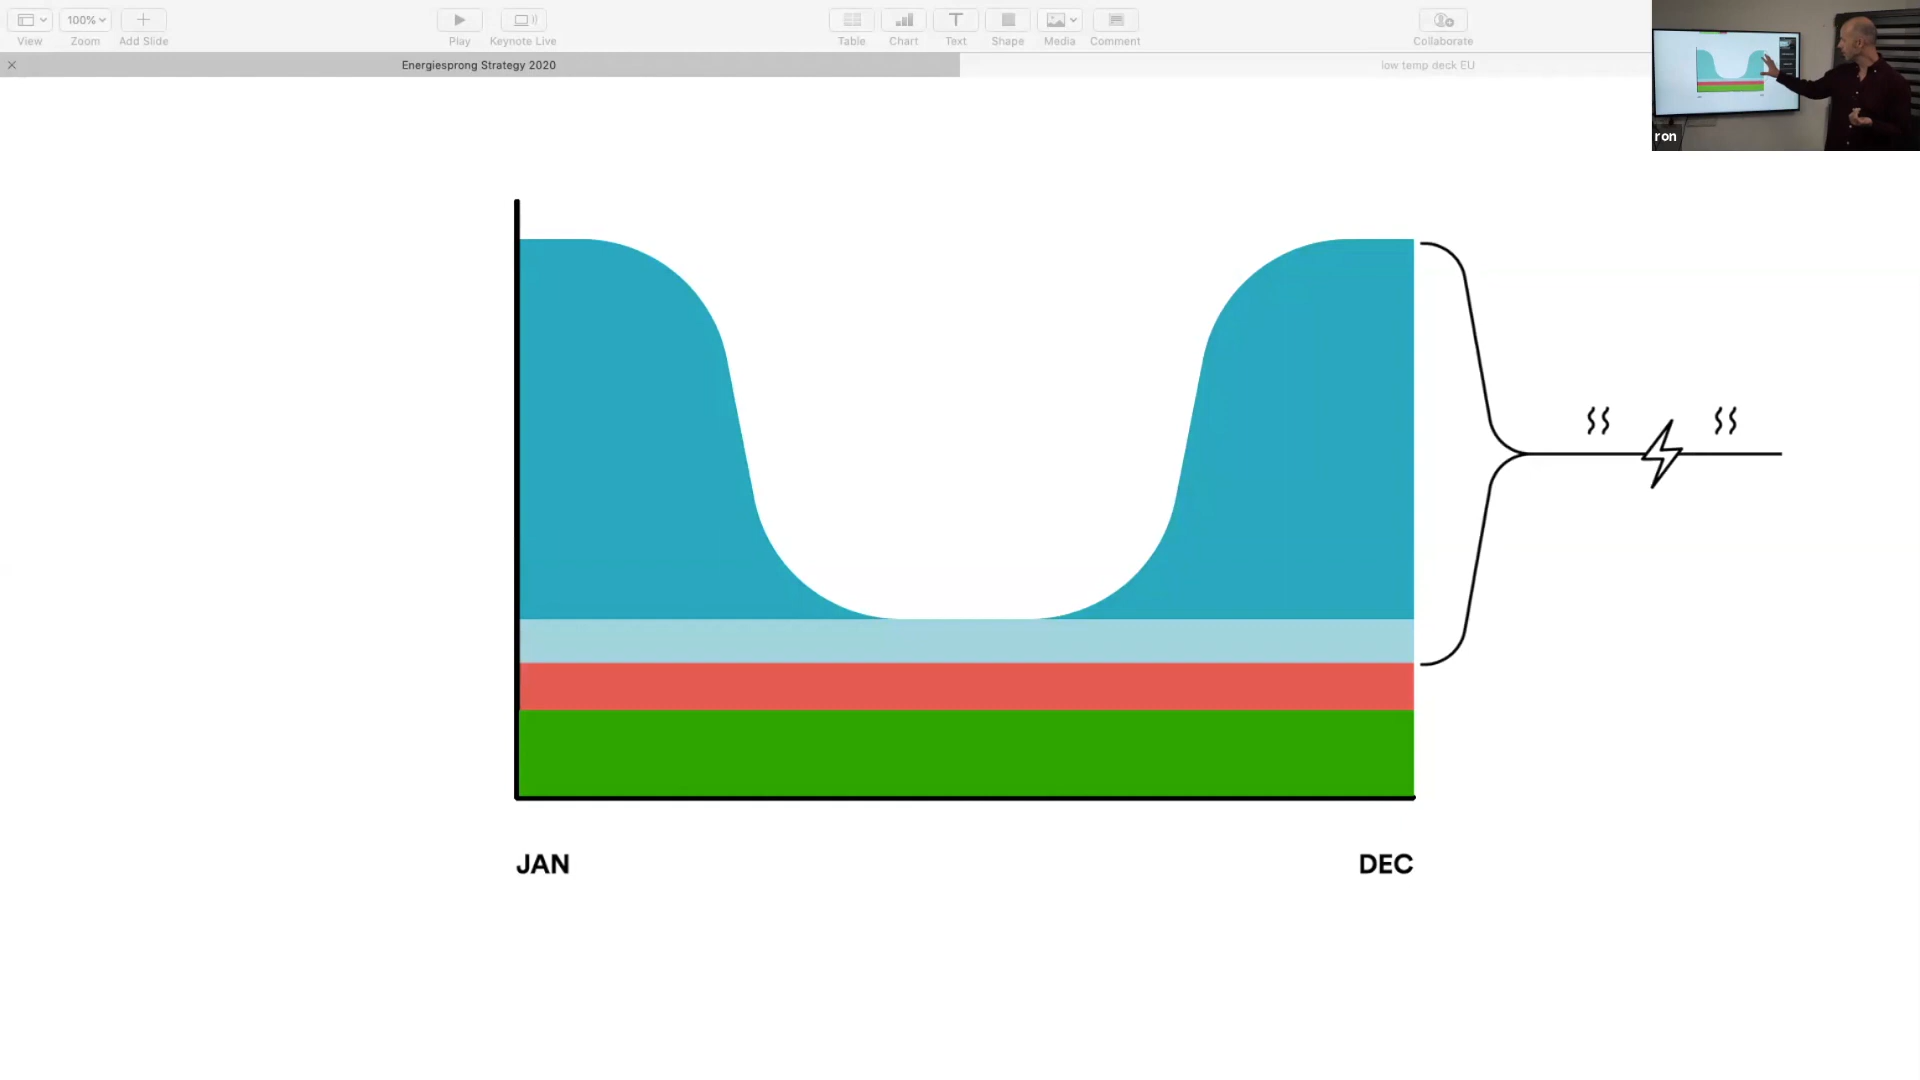 100%
View Zoom Add Slide Play Keynote Live Table Chart Text Shape Media Comment Collaborate
Energiesprong Strategy 2020 low temp deck EU
ron
JAN DEC